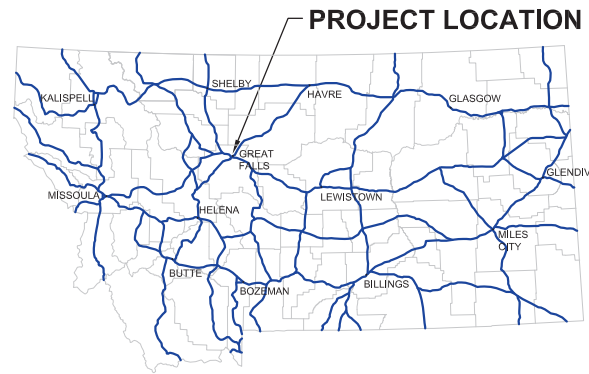 PROJECT LOCATION
SHELBY
KALISPELL
HAVRE
GLASGOW
GREAT
FALLS
GLENDIV
MISSOULA
LEWISTOWN
HELENA
MILES
CITY
BUTTE
BOZEMAN
BILLINGS